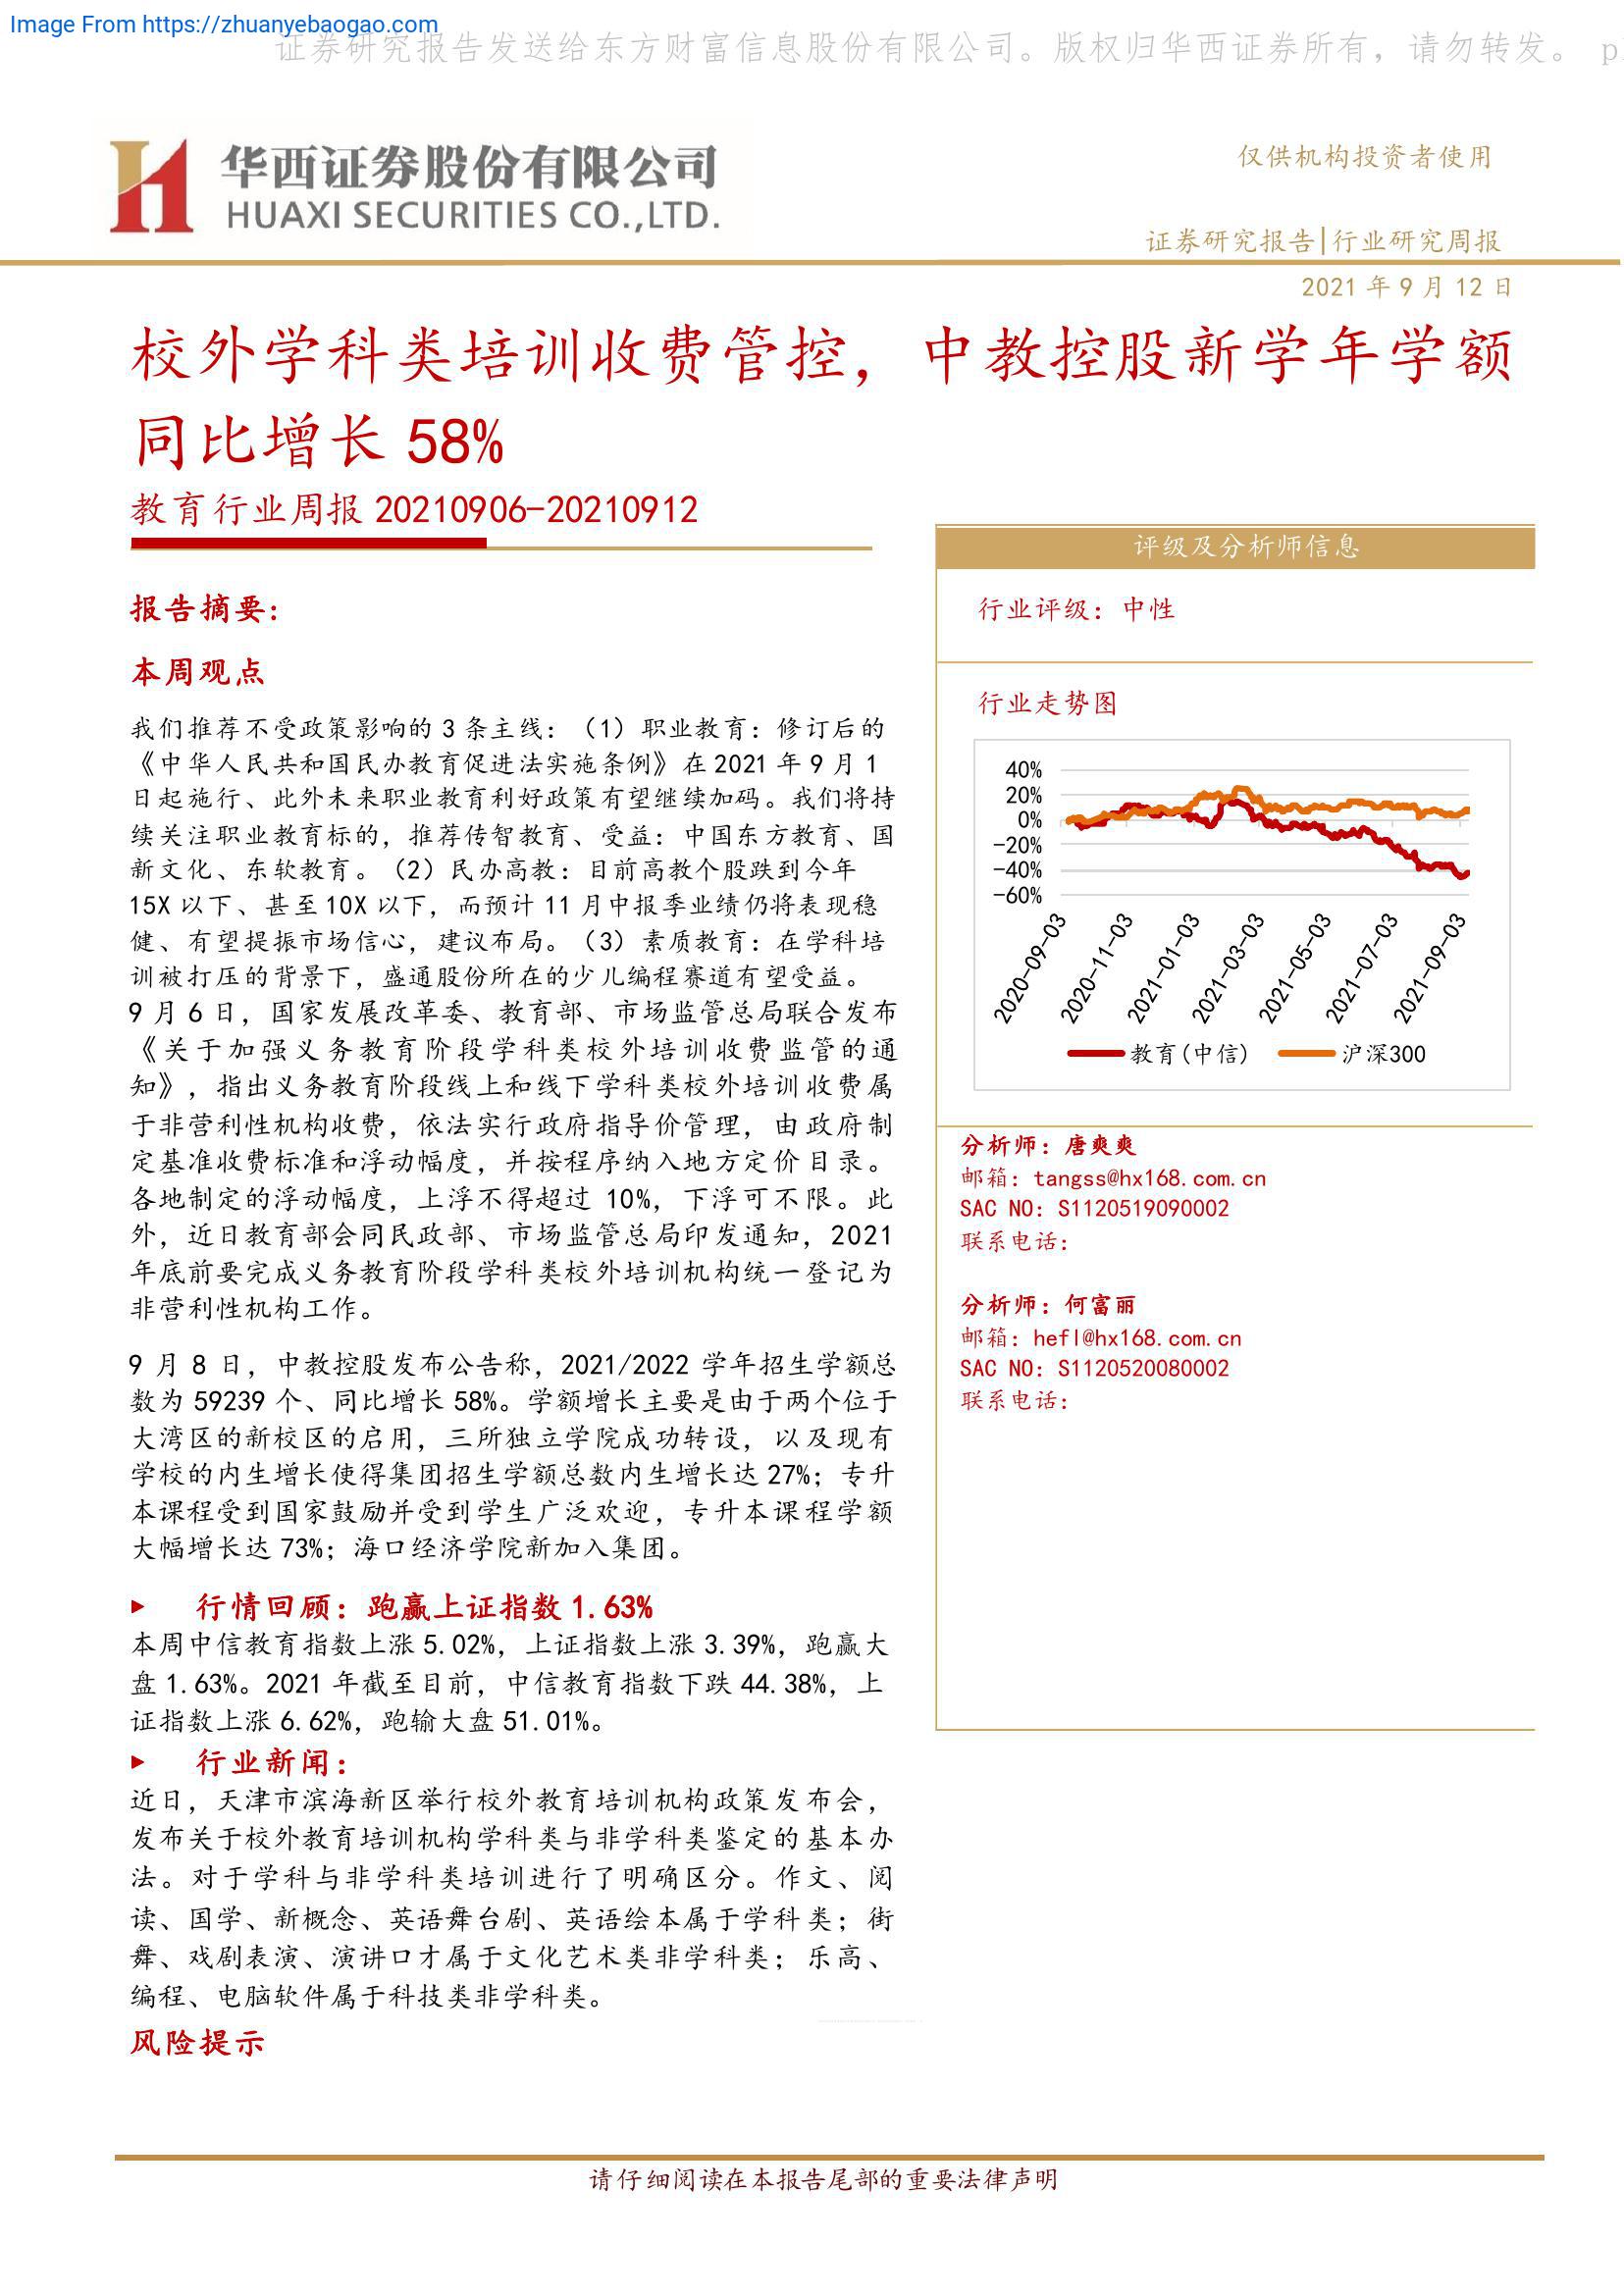 Image From https://zhuanyebaogao.com
证券研究报告发送给东方财富信息股份有限公司。版权归华西证券所有，请勿转发。 p
华西证券股份有限公司
HUAXI SECURITIES CO.,LTD.
仅供机构投资者使用
证券研究报告|行业研究周报
2021 年 9 月 12 日
校外学科类培训收费管控，中教控股新学年学额
同比增长 58%
教育行业周报 20210906-20210912
报告摘要:
本周观点
我们推荐不受政策影响的 3 条主线：（1）职业教育：修订后的
《中华人民共和国民办教育促进法实施条例》在 2021 年 9 月 1
日起施行、此外未来职业教育利好政策有望继续加码。我们将持
续关注职业教育标的，推荐传智教育、受益：中国东方教育、国
新文化、东软教育。（2）民办高教：目前高教个股跌到今年
15X 以下、甚至 10X 以下，而预计 11 月中报季业绩仍将表现稳
健、有望提振市场信心，建议布局。（3）素质教育：在学科培
训被打压的背景下，盛通股份所在的少儿编程赛道有望受益。
9 月 6 日，国家发展改革委、教育部、市场监管总局联合发布
《关于加强义务教育阶段学科类校外培训收费监管的通
知》，指出义务教育阶段线上和线下学科类校外培训收费属
于非营利性机构收费，依法实行政府指导价管理，由政府制
定基准收费标准和浮动幅度，并按程序纳入地方定价目录。
各地制定的浮动幅度，上浮不得超过 10%，下浮可不限。此
外，近日教育部会同民政部、市场监管总局印发通知，2021
年底前要完成义务教育阶段学科类校外培训机构统一登记为
非营利性机构工作。
9 月 8 日，中教控股发布公告称，2021/2022 学年招生学额总
数为 59239 个、同比增长 58%。学额增长主要是由于两个位于
大湾区的新校区的启用，三所独立学院成功转设，以及现有
学校的内生增长使得集团招生学额总数内生增长达 27%；专升
本课程受到国家鼓励并受到学生广泛欢迎，专升本课程学额
大幅增长达 73%；海口经济学院新加入集团。
行情回顾：跑赢上证指数 1.63%
本周中信教育指数上涨 5.02%，上证指数上涨 3.39%，跑赢大
盘 1.63%。2021 年截至目前，中信教育指数下跌 44.38%，上
证指数上涨 6.62%，跑输大盘 51.01%。
行业新闻：
近日，天津市滨海新区举行校外教育培训机构政策发布会，
发布关于校外教育培训机构学科类与非学科类鉴定的基本办
法。对于学科与非学科类培训进行了明确区分。作文、阅
读、国学、新概念、英语舞台剧、英语绘本属于学科类；街
舞、戏剧表演、演讲口才属于文化艺术类非学科类；乐高、
编程、电脑软件属于科技类非学科类。
风险提示
评级及分析师信息
行业评级：中性
行业走势图
40%
20%
0%
-20%
-40%
-60%
2020-09-03
2020-11-03
2021-01-03
2021-03-03
2021-05-03
2021-07-03
2021-09-03
教育(中信)
沪深300
分析师：唐爽爽
邮箱：tangss@hx168.com.cn
SAC NO：S1120519090002
联系电话：
分析师：何富丽
邮箱：hefl@hx168.com.cn
SAC NO：S1120520080002
联系电话：
请仔细阅读在本报告尾部的重要法律声明